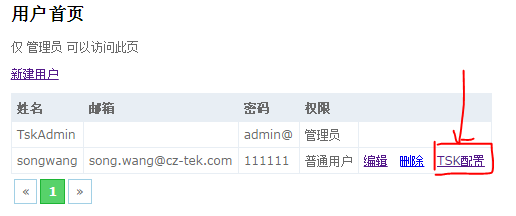 用户首页
仅 管理员 可以访问此页
新建用户
姓名 邮箱 密码 权限
TskAdmin admin@ 管理员
songwang song.wang@cz-tek.com 111111 普通用户 编辑 删除 TSK配置
« 1 »